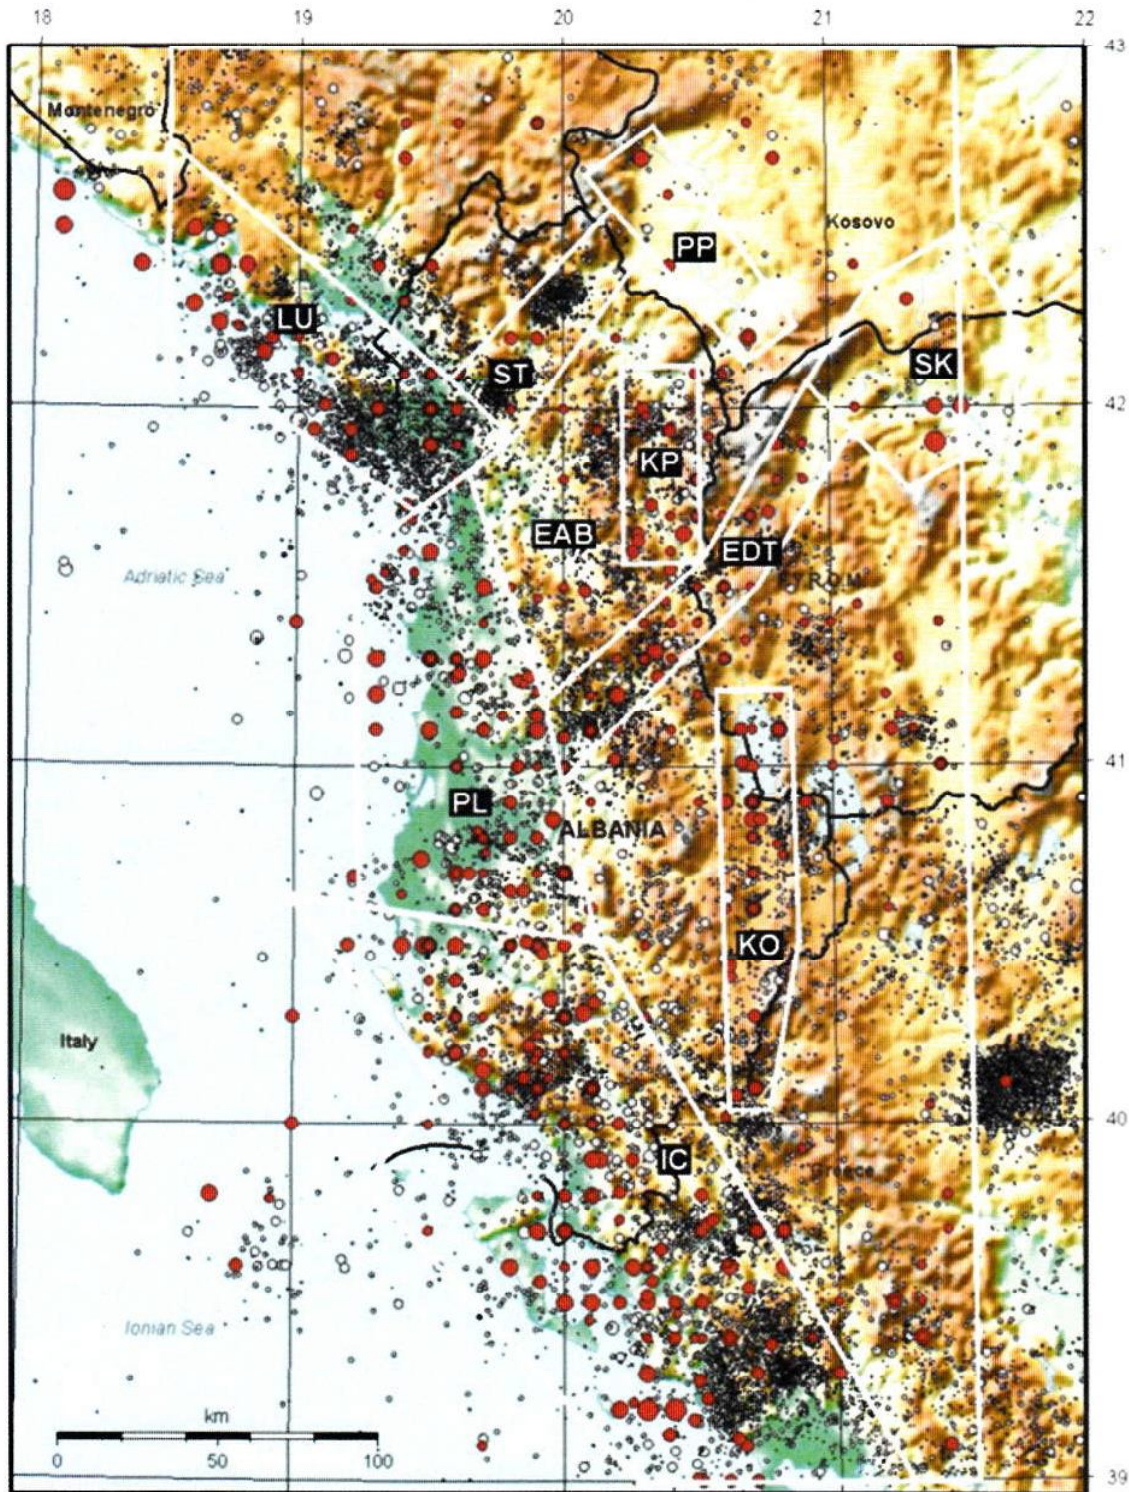 18 19 20 21 22
43
Montenegro
Kosovo
PP
LU
SK
ST
42
KP
EAB
EDT
Adriatic Sea
F.Y.R.O.M
41
PL
ALBANIA
KO
Italy
40
IC
Greece
Ionian Sea
km
0 50 100
39